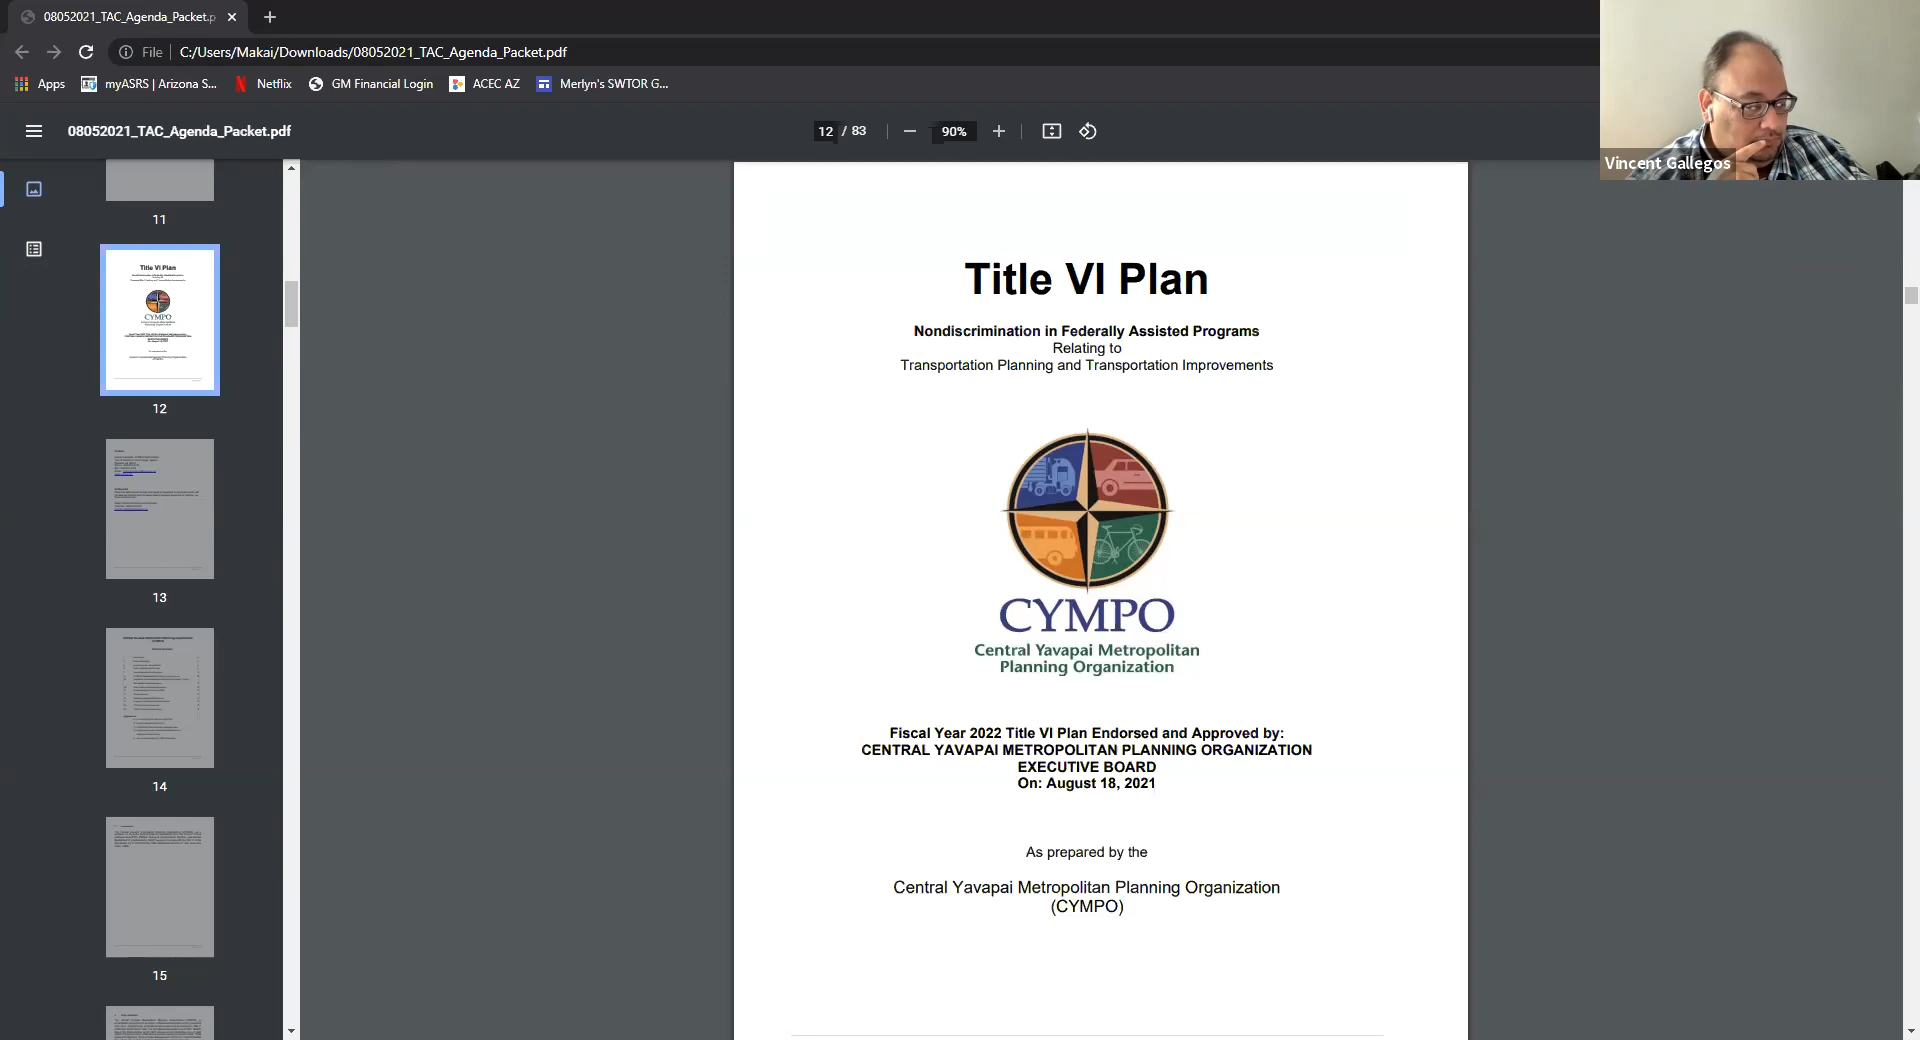 08052021_TAC_Agenda_Packet.p
File
C:/Users/Makai/Downloads/08052021_TAC_Agenda_Packet.pdf
Apps
myASRS | Arizona S...
Netflix
GM Financial Login
ACEC AZ
Merlyn's SWTOR G...
08052021_TAC_Agenda_Packet.pdf
12 / 83
90%
Vincent Gallegos
11
Title VI Plan
CYMPO
12
13
14
15
Title VI Plan
Nondiscrimination in Federally Assisted Programs
Relating to
Transportation Planning and Transportation Improvements
CYMPO
Central Yavapai Metropolitan
Planning Organization
Fiscal Year 2022 Title VI Plan Endorsed and Approved by:
CENTRAL YAVAPAI METROPOLITAN PLANNING ORGANIZATION
EXECUTIVE BOARD
On: August 18, 2021
As prepared by the
Central Yavapai Metropolitan Planning Organization
(CYMPO)